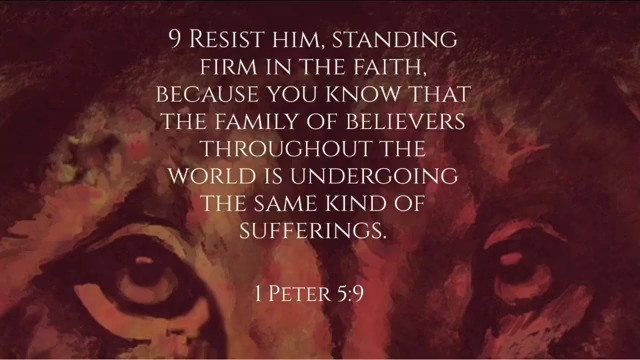 9 Resist him, standing
firm in the faith,
because you know that
the family of believers
throughout the
world is undergoing
the same kind of
sufferings.
1 Peter 5:9